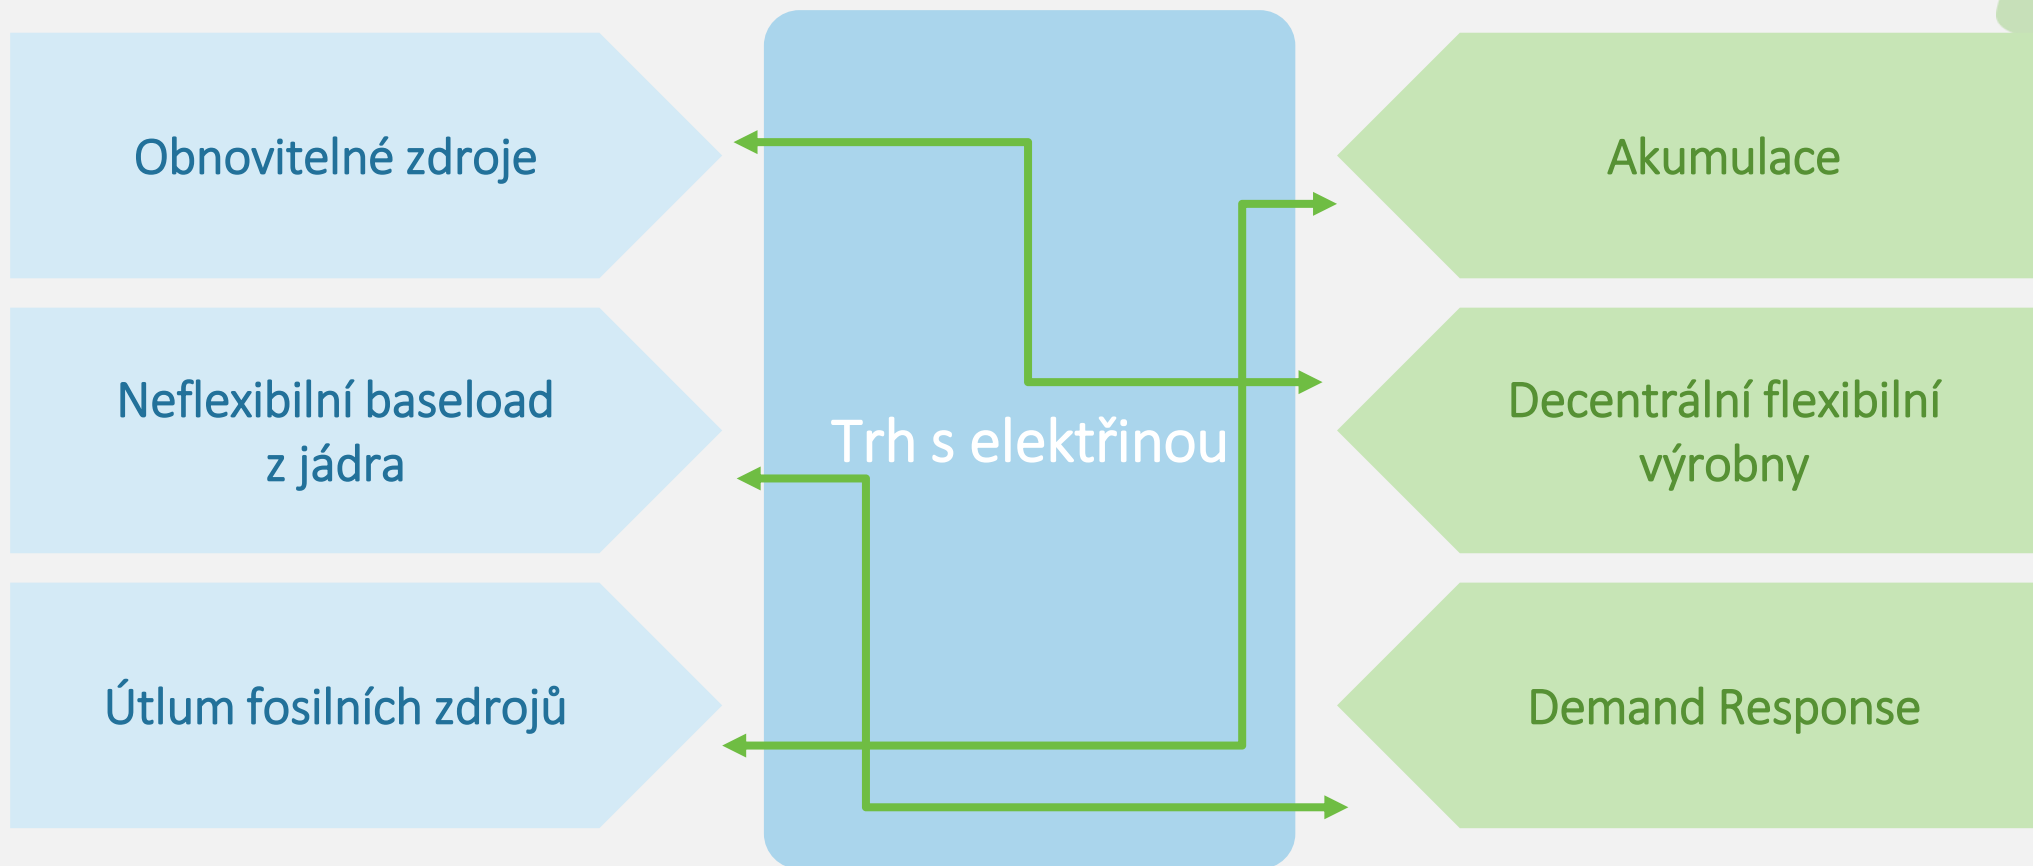 Obnovitelné zdroje
Neflexibilní baseload
z jádra
Útlum fosilních zdrojů
Trh s elektřinou
Akumulace
Decentrální flexibilní
výrobny
Demand Response